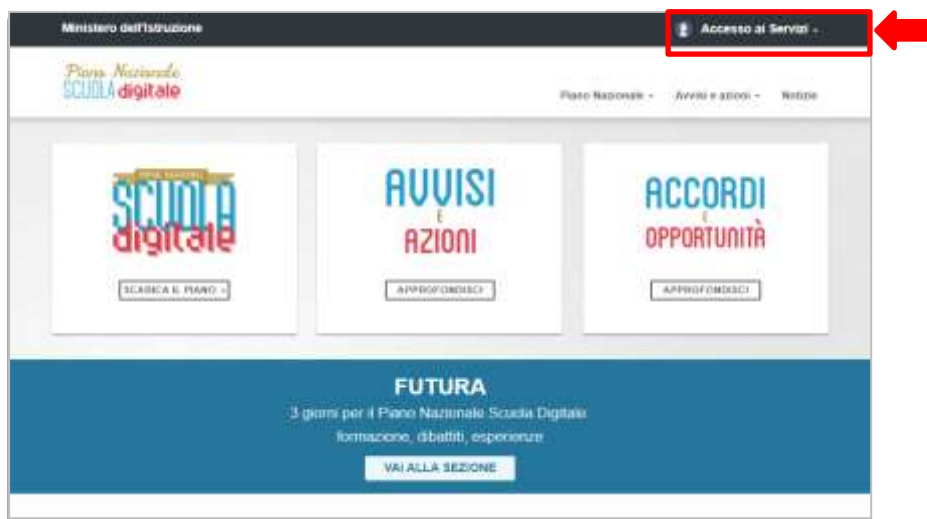 Ministero dell'Istruzione
Accesso ai Servizi
Piano Nazionale
SCUOLA digitale
Piano Nazionale
Avvisi e azioni
Notizie
PIANO NAZIONALE
SCUOLA
digitale
SCARICA IL PIANO
AVVISI
E
AZIONI
APPROFONDISCI
ACCORDI
E
OPPORTUNITÀ
APPROFONDISCI
FUTURA
3 giorni per il Piano Nazionale Scuola Digitale
formazione, dibattiti, esperienze
VAI ALLA SEZIONE